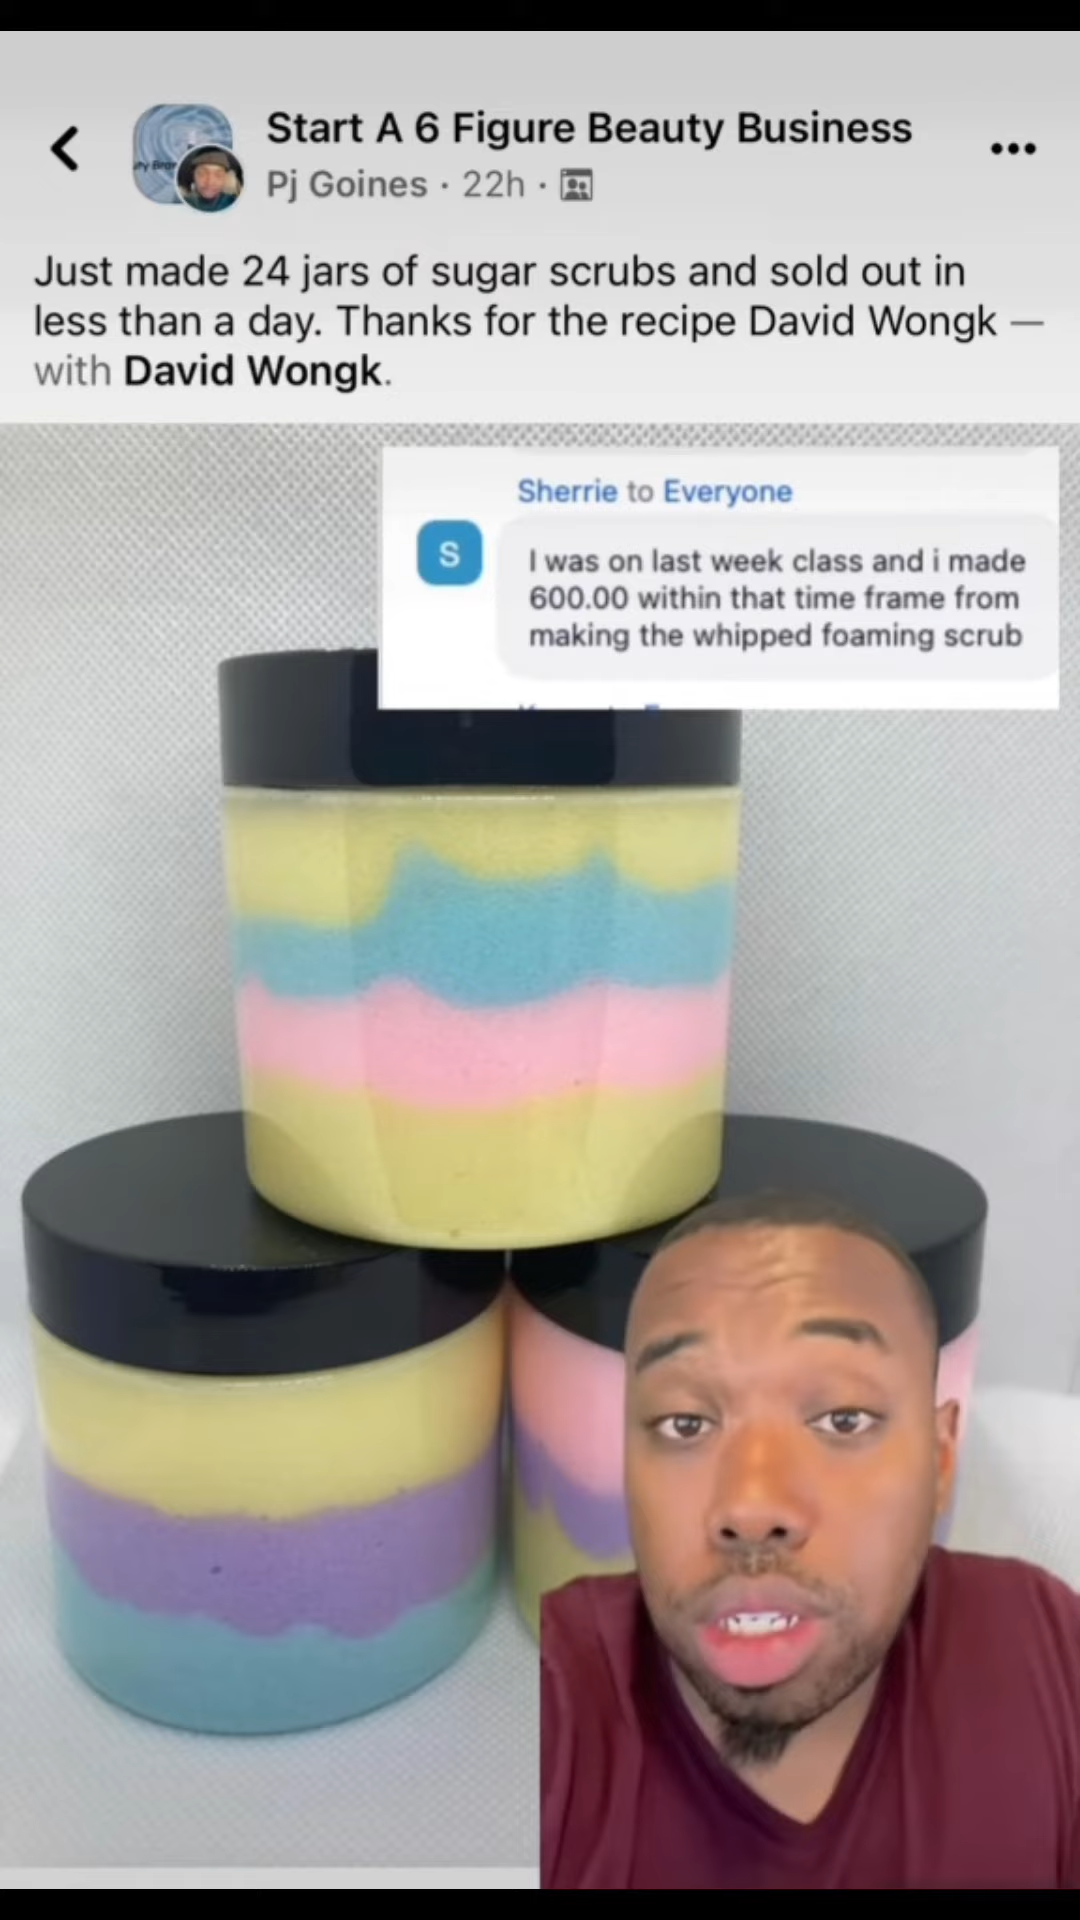 Start A 6 Figure Beauty Business
Pj Goines · 22h ·
Just made 24 jars of sugar scrubs and sold out in
less than a day. Thanks for the recipe David Wongk —
with David Wongk.
Sherrie to Everyone
S
I was on last week class and i made
600.00 within that time frame from
making the whipped foaming scrub